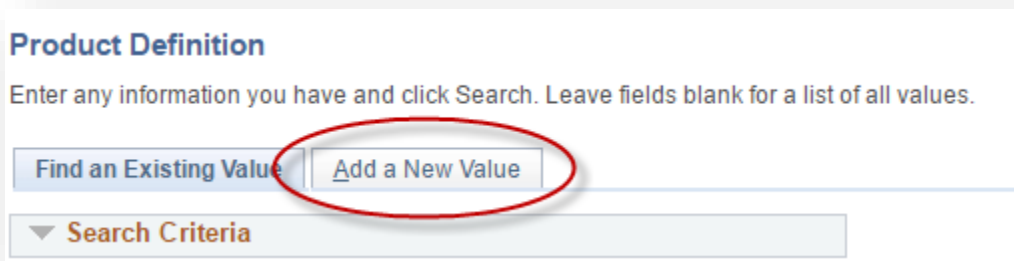 Product Definition
Enter any information you have and click Search. Leave fields blank for a list of all values.
Find an Existing Value Add a New Value
Search Criteria